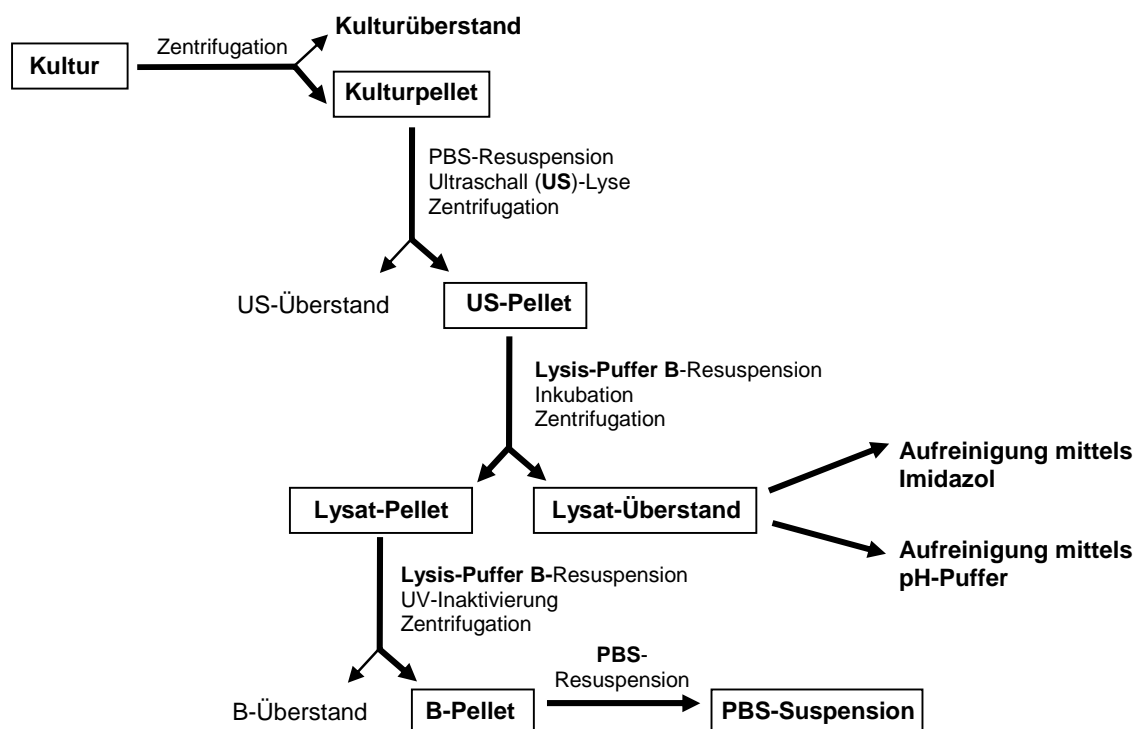 Kulturüberstand
Zentrifugation
Kultur
Kulturpellet
PBS-Resuspension
Ultraschall (US)-Lyse
Zentrifugation
US-Überstand
US-Pellet
Lysis-Puffer B-Resuspension
Inkubation
Zentrifugation
Aufreinigung mittels
Imidazol
Lysat-Pellet
Lysat-Überstand
Aufreinigung mittels
pH-Puffer
Lysis-Puffer B-Resuspension
UV-Inaktivierung
Zentrifugation
PBS-
Resuspension
B-Überstand
B-Pellet
PBS-Suspension